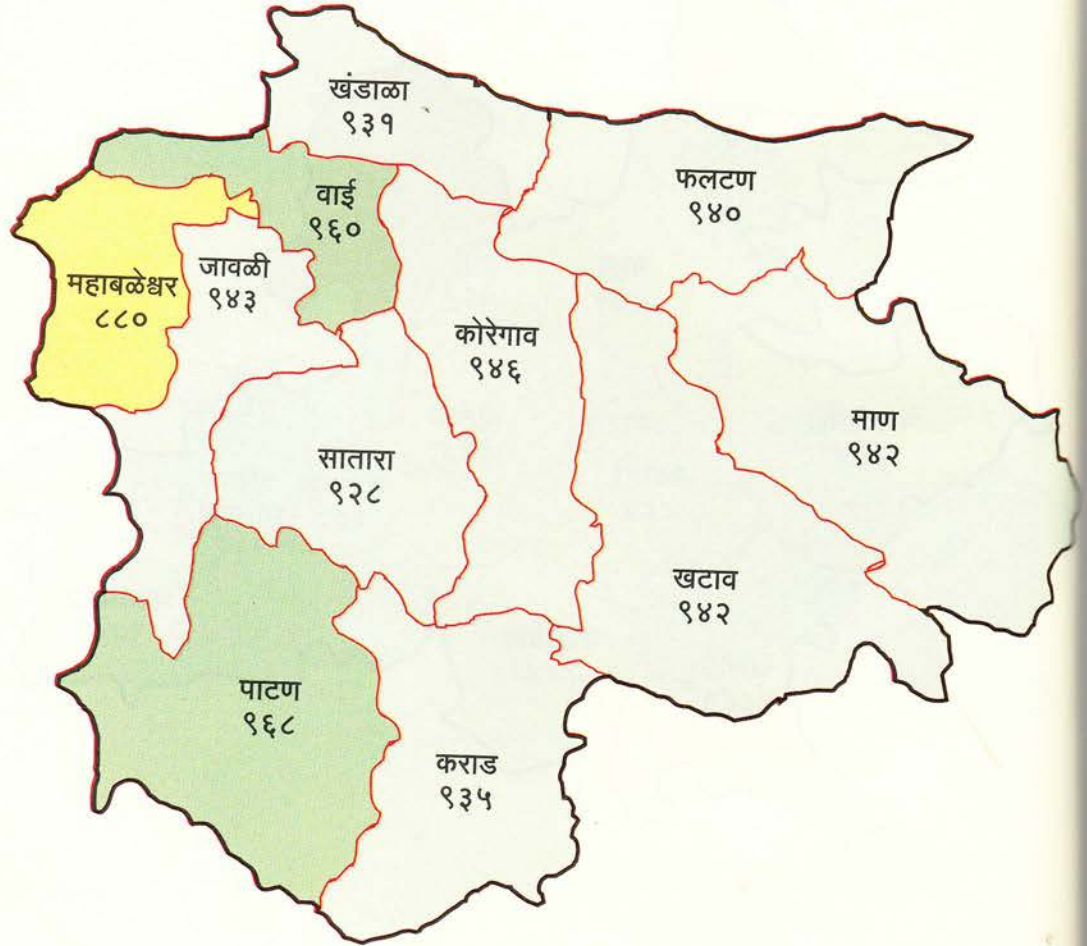 खंडाळा
९३१
फलटण
९४०
वाई
९६०
जावळी
९४३
महाबळेश्वर
८८०
कोरेगाव
९४६
माण
९४२
सातारा
९२८
खटाव
९४२
पाटण
९६८
कराड
९३५